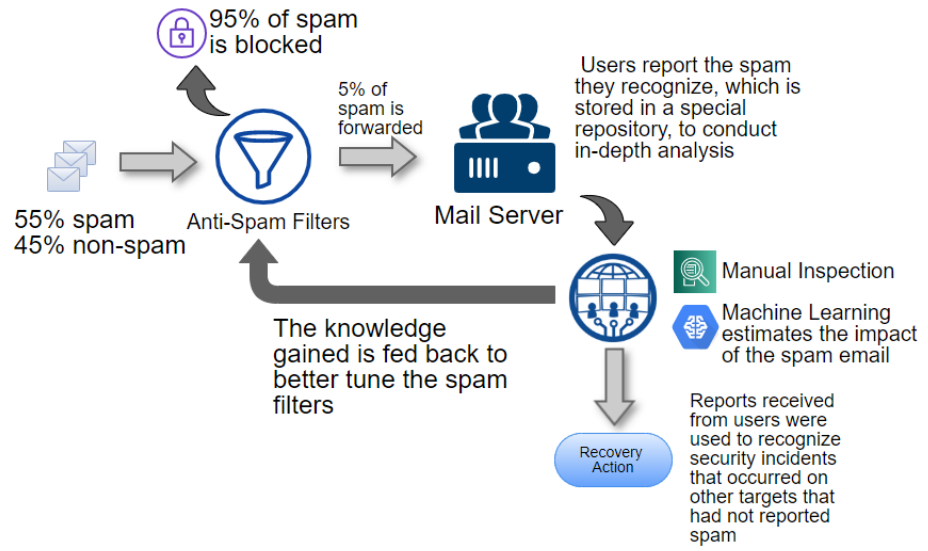 95% of spam
is blocked
5% of
spam is
forwarded
Users report the spam
they recognize, which is
stored in a special
repository, to conduct
in-depth analysis
55% spam
45% non-spam
Anti-Spam Filters
Mail Server
Manual Inspection
Machine Learning
estimates the impact
of the spam email
The knowledge
gained is fed back to
better tune the spam
filters
Recovery
Action
Reports received
from users were
used to recognize
security incidents
that occurred on
other targets that
had not reported
spam